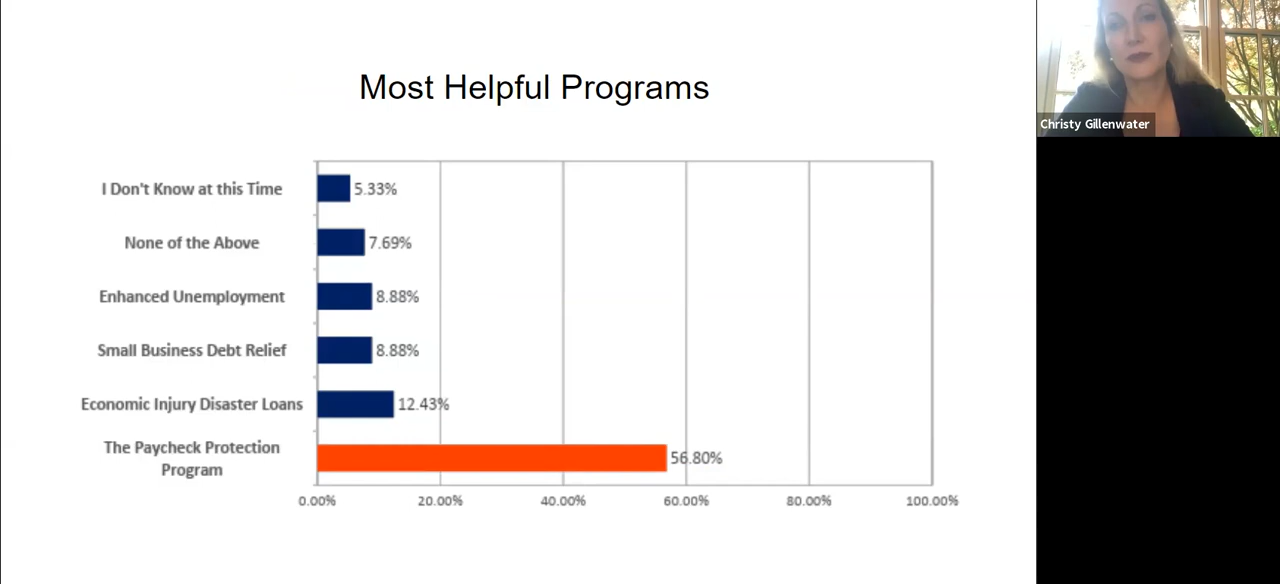 Most Helpful Programs
Christy Gillenwater
I Don't Know at this Time 5.33%
None of the Above 7.69%
Enhanced Unemployment 8.88%
Small Business Debt Relief 8.88%
Economic Injury Disaster Loans 12.43%
The Paycheck Protection
Program 56.80%
0.00% 20.00% 40.00% 60.00% 80.00% 100.00%